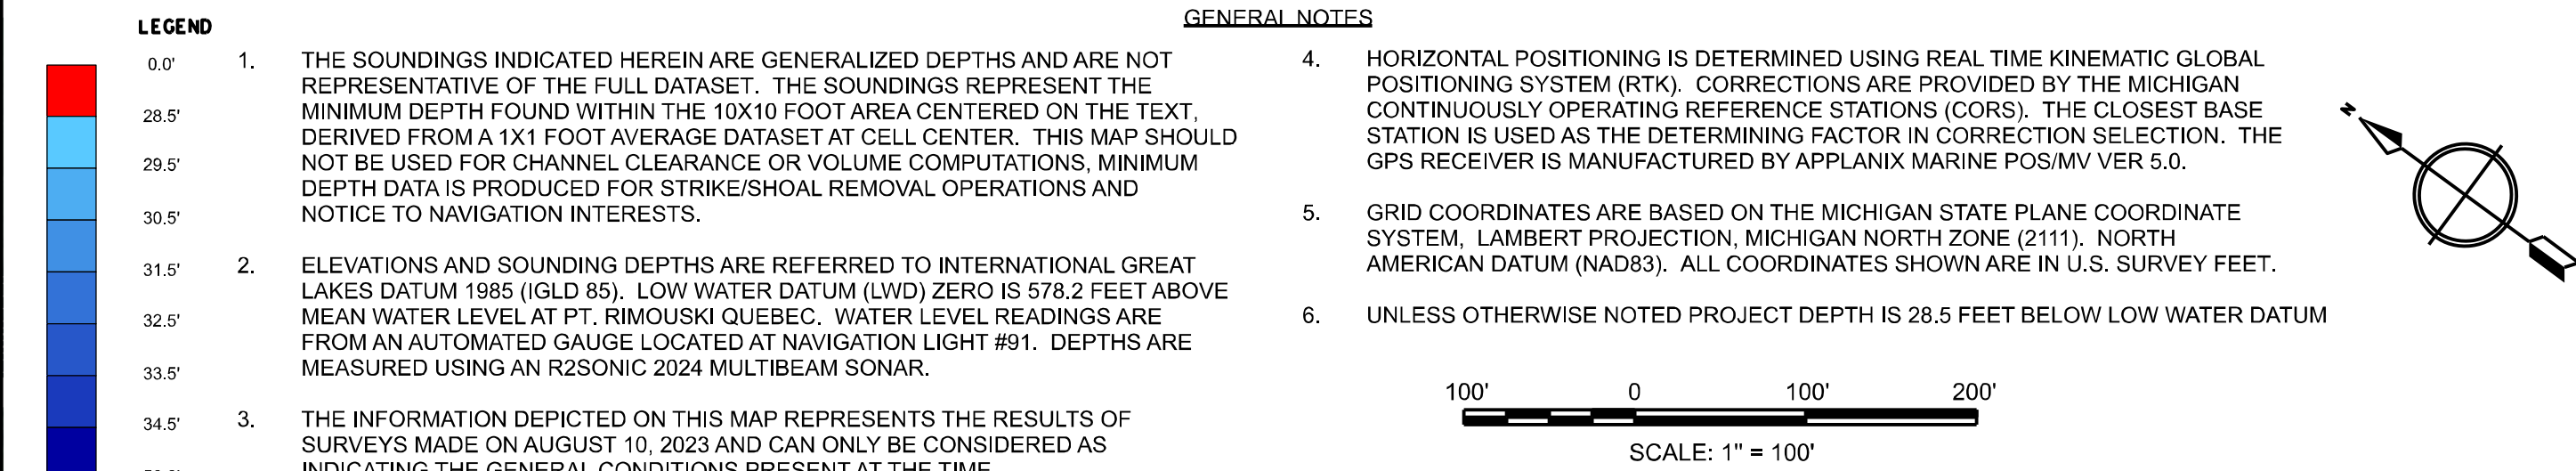 GENERAL NOTES
LEGEND
0.0'
28.5'
29.5'
30.5'
31.5'
32.5'
33.5'
34.5'
1. THE SOUNDINGS INDICATED HEREIN ARE GENERALIZED DEPTHS AND ARE NOT
REPRESENTATIVE OF THE FULL DATASET. THE SOUNDINGS REPRESENT THE
MINIMUM DEPTH FOUND WITHIN THE 10X10 FOOT AREA CENTERED ON THE TEXT,
DERIVED FROM A 1X1 FOOT AVERAGE DATASET AT CELL CENTER. THIS MAP SHOULD
NOT BE USED FOR CHANNEL CLEARANCE OR VOLUME COMPUTATIONS, MINIMUM
DEPTH DATA IS PRODUCED FOR STRIKE/SHOAL REMOVAL OPERATIONS AND
NOTICE TO NAVIGATION INTERESTS.
2. ELEVATIONS AND SOUNDING DEPTHS ARE REFERRED TO INTERNATIONAL GREAT
LAKES DATUM 1985 (IGLD 85). LOW WATER DATUM (LWD) ZERO IS 578.2 FEET ABOVE
MEAN WATER LEVEL AT PT. RIMOUSKI QUEBEC. WATER LEVEL READINGS ARE
FROM AN AUTOMATED GAUGE LOCATED AT NAVIGATION LIGHT #91. DEPTHS ARE
MEASURED USING AN R2SONIC 2024 MULTIBEAM SONAR.
3. THE INFORMATION DEPICTED ON THIS MAP REPRESENTS THE RESULTS OF
SURVEYS MADE ON AUGUST 10, 2023 AND CAN ONLY BE CONSIDERED AS
INDICATING THE GENERAL CONDITIONS PRESENT AT THE TIME
4. HORIZONTAL POSITIONING IS DETERMINED USING REAL TIME KINEMATIC GLOBAL
POSITIONING SYSTEM (RTK). CORRECTIONS ARE PROVIDED BY THE MICHIGAN
CONTINUOUSLY OPERATING REFERENCE STATIONS (CORS). THE CLOSEST BASE
STATION IS USED AS THE DETERMINING FACTOR IN CORRECTION SELECTION. THE
GPS RECEIVER IS MANUFACTURED BY APPLANIX MARINE POS/MV VER 5.0.
5. GRID COORDINATES ARE BASED ON THE MICHIGAN STATE PLANE COORDINATE
SYSTEM, LAMBERT PROJECTION, MICHIGAN NORTH ZONE (2111). NORTH
AMERICAN DATUM (NAD83). ALL COORDINATES SHOWN ARE IN U.S. SURVEY FEET.
6. UNLESS OTHERWISE NOTED PROJECT DEPTH IS 28.5 FEET BELOW LOW WATER DATUM
100' 0 100' 200'
SCALE: 1" = 100'
N